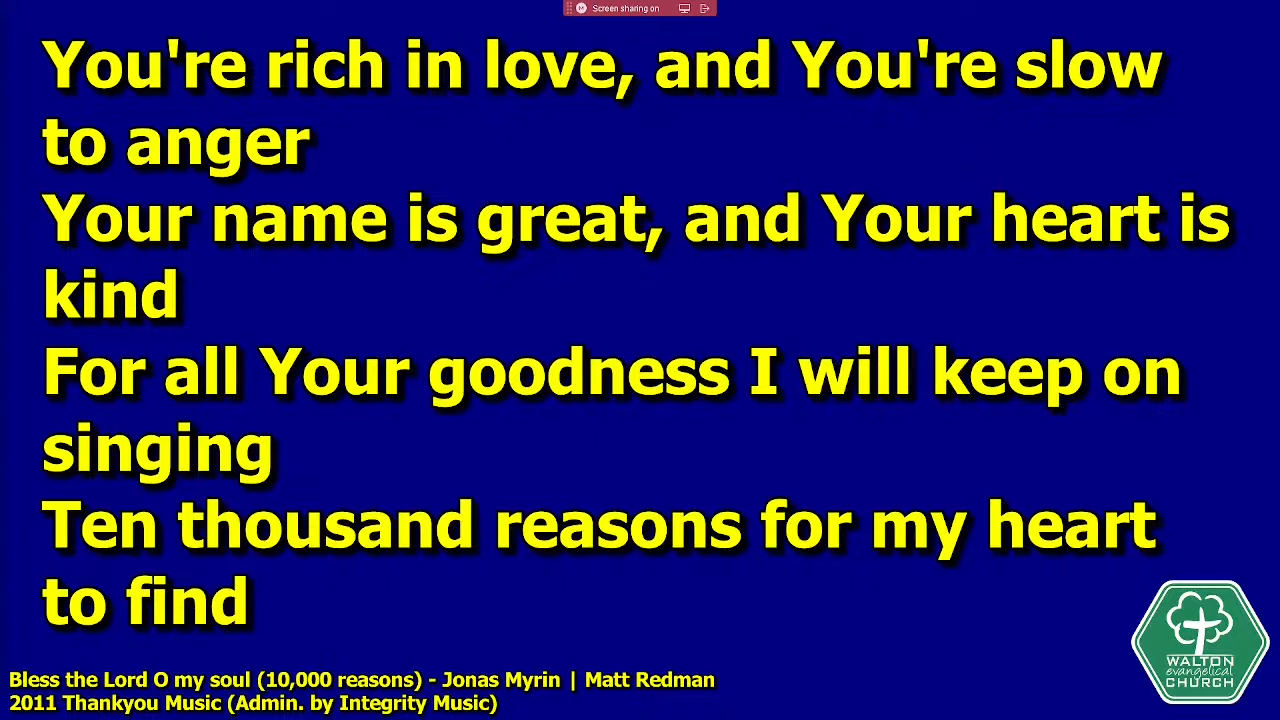 Screen sharing on
You're rich in love, and You're slow
to anger
Your name is great, and Your heart is
kind
For all Your goodness I will keep on
singing
Ten thousand reasons for my heart
to find
WALTON
evangelical
CHURCH
Bless the Lord O my soul (10,000 reasons) - Jonas Myrin | Matt Redman
2011 Thankyou Music (Admin. by Integrity Music)